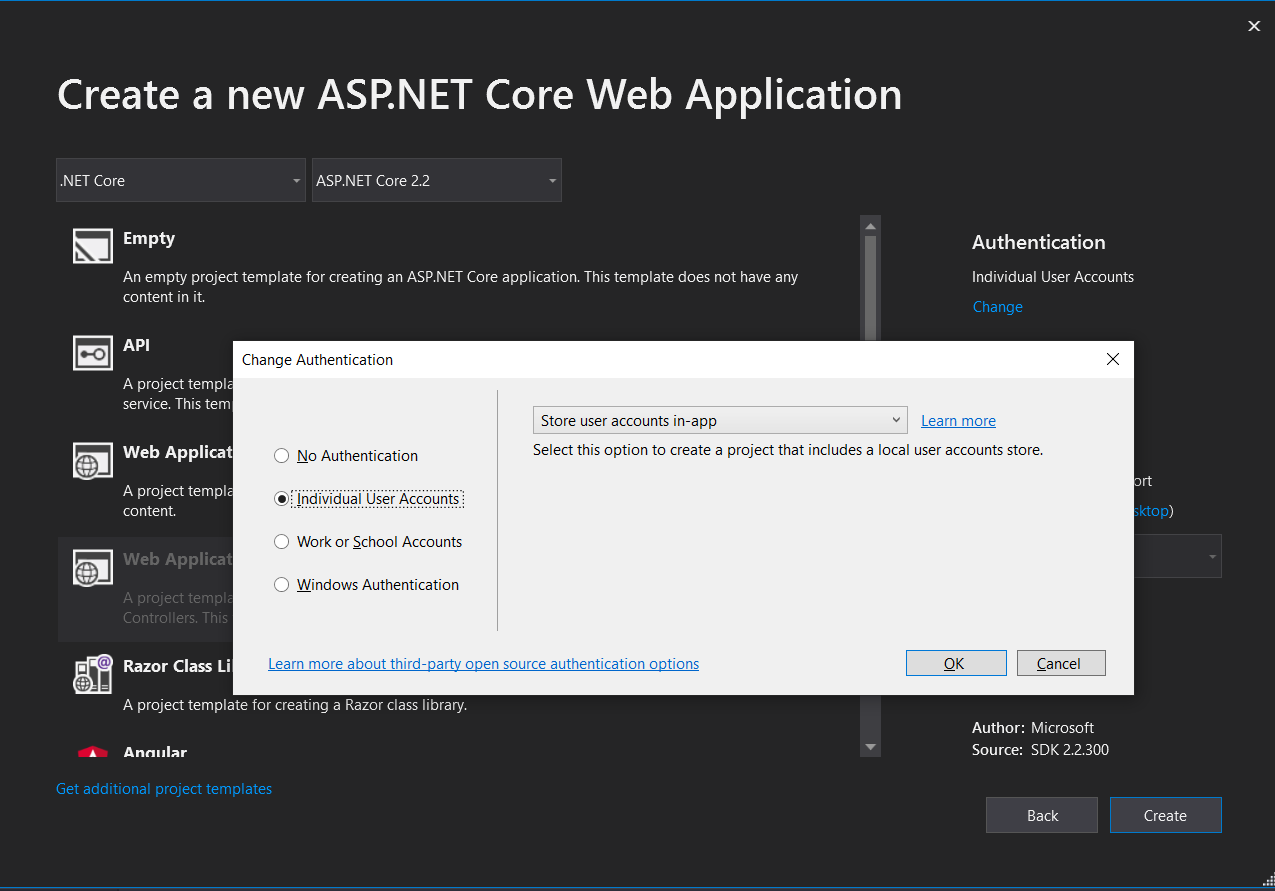 Create a new ASP.NET Core Web Application
.NET Core
ASP.NET Core 2.2
Empty
An empty project template for creating an ASP.NET Core application. This template does not have any
content in it.
API
A project templa
service. This tem
Web Applicat
A project templa
content.
Web Applicat
A project templa
Controllers. This
Razor Class Li
A project template for creating a Razor class library.
Angular
Get additional project templates
Authentication
Individual User Accounts
Change
ort
sktop)
Author: Microsoft
Source: SDK 2.2.300
Back
Create
Change Authentication
No Authentication
Individual User Accounts
Work or School Accounts
Windows Authentication
Store user accounts in-app
Learn more
Select this option to create a project that includes a local user accounts store.
Learn more about third-party open source authentication options
OK
Cancel